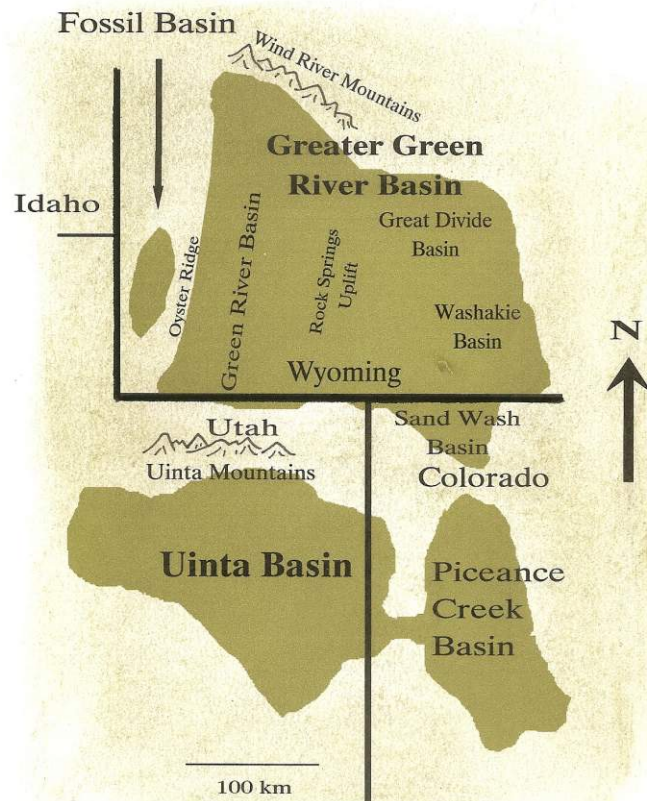 Fossil Basin
Wind River Mountains
Greater Green
River Basin
Idaho
Great Divide
Basin
Oyster Ridge
Green River Basin
Rock Springs
Uplift
Washakie
Basin
N
Wyoming
Utah
Sand Wash
Basin
Uinta Mountains
Colorado
Uinta Basin
Piceance
Creek
Basin
100 km